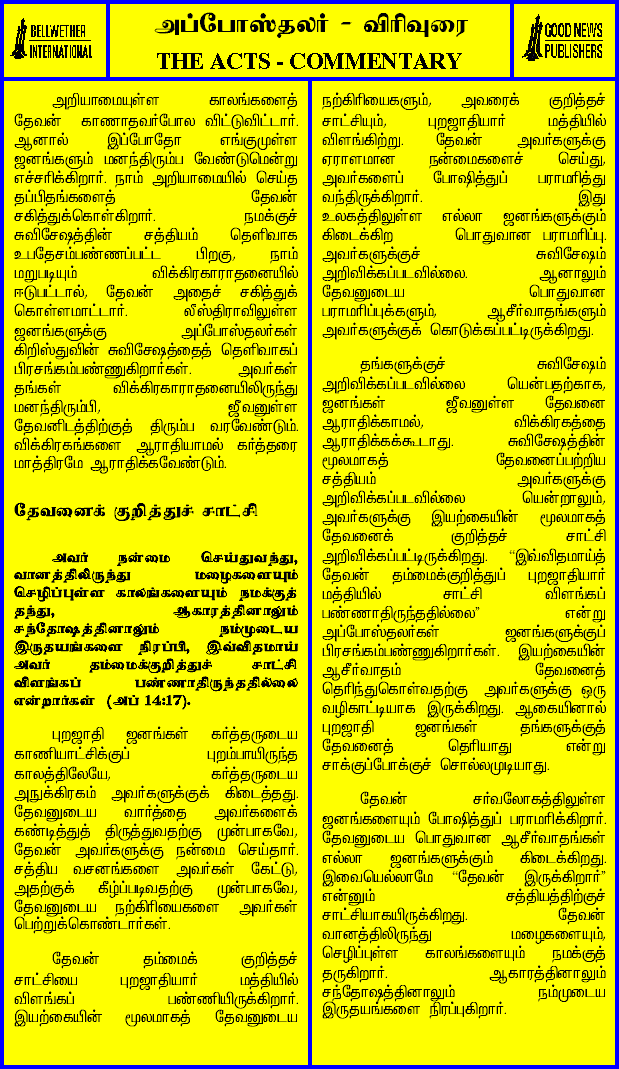 BELLWETHER
INTERNATIONAL
அப்போஸ்தலர் - விரிவுரை
THE ACTS - COMMENTARY
GOOD NEWS
PUBLISHERS
அறியாமையுள்ள காலங்களைத்
தேவன் காணாதவர்போல விட்டுவிட்டார்.
ஆனால் இப்போதோ எங்குமுள்ள
ஜனங்களும் மனந்திரும்ப வேண்டுமென்று
எச்சரிக்கிறார். நாம் அறியாமையில் செய்த
தப்பிதங்களைத் தேவன்
சகித்துக்கொள்கிறார். நமக்குச்
சுவிசேஷத்தின் சத்தியம் தெளிவாக
உபதேசம்பண்ணப்பட்ட பிறகு, நாம்
மறுபடியும் விக்கிரகாராதனையில்
ஈடுபட்டால், தேவன் அதைச் சகித்துக்
கொள்ளமாட்டார். லீஸ்திராவிலுள்ள
ஜனங்களுக்கு அப்போஸ்தலர்கள்
கிறிஸ்துவின் சுவிசேஷத்தைத் தெளிவாகப்
பிரசங்கம்பண்ணுகிறார்கள். அவர்கள்
தங்கள் விக்கிரகாராதனையிலிருந்து
மனந்திரும்பி, ஜீவனுள்ள
தேவனிடத்திற்குத் திரும்ப வரவேண்டும்.
விக்கிரகங்களை ஆராதியாமல் கர்த்தரை
மாத்திரமே ஆராதிக்கவேண்டும்.
தேவனைக் குறித்துச் சாட்சி
அவர் நன்மை செய்துவந்து,
வானத்திலிருந்து மழைகளையும்
செழிப்புள்ள காலங்களையும் நமக்குத்
தந்து, ஆகாரத்தினாலும்
சந்தோஷத்தினாலும் நம்முடைய
இருதயங்களை நிரப்பி, இவ்விதமாய்
அவர் தம்மைக்குறித்துச் சாட்சி
விளங்கப் பண்ணாதிருந்ததில்லை
என்றார்கள் (அப் 14:17).
புறஜாதி ஜனங்கள் கர்த்தருடைய
காணியாட்சிக்குப் புறம்பாயிருந்த
காலத்திலேயே, கர்த்தருடைய
அநுக்கிரகம் அவர்களுக்குக் கிடைத்தது.
தேவனுடைய வார்த்தை அவர்களைக்
கண்டித்துத் திருத்துவதற்கு முன்பாகவே,
தேவன் அவர்களுக்கு நன்மை செய்தார்.
சத்திய வசனங்களை அவர்கள் கேட்டு,
அதற்குக் கீழ்ப்படிவதற்கு முன்பாகவே,
தேவனுடைய நற்கிரியைகளை அவர்கள்
பெற்றுக்கொண்டார்கள்.
தேவன் தம்மைக் குறித்தச்
சாட்சியை புறஜாதியார் மத்தியில்
விளங்கப் பண்ணியிருக்கிறார்.
இயற்கையின் மூலமாகத் தேவனுடைய
நற்கிரியைகளும், அவரைக் குறித்தச்
சாட்சியும், புறஜாதியார் மத்தியில்
விளங்கிற்று. தேவன் அவர்களுக்கு
ஏராளமான நன்மைகளைச் செய்து,
அவர்களைப் போஷித்துப் பராமரித்து
வந்திருக்கிறார். இது
உலகத்திலுள்ள எல்லா ஜனங்களுக்கும்
கிடைக்கிற பொதுவான பராமரிப்பு.
அவர்களுக்குச் சுவிசேஷம்
அறிவிக்கப்படவில்லை. ஆனாலும்
தேவனுடைய பொதுவான
பராமரிப்புக்களும், ஆசீர்வாதங்களும்
அவர்களுக்குக் கொடுக்கப்பட்டிருக்கிறது.
தங்களுக்குச் சுவிசேஷம்
அறிவிக்கப்படவில்லை யென்பதற்காக,
ஜனங்கள் ஜீவனுள்ள தேவனை
ஆராதிக்காமல், விக்கிரகத்தை
ஆராதிக்கக்கூடாது. சுவிசேஷத்தின்
மூலமாகத் தேவனைப்பற்றிய
சத்தியம் அவர்களுக்கு
அறிவிக்கப்படவில்லை யென்றாலும்,
அவர்களுக்கு இயற்கையின் மூலமாகத்
தேவனைக் குறித்தச் சாட்சி
அறிவிக்கப்பட்டிருக்கிறது. “இவ்விதமாய்த்
தேவன் தம்மைக்குறித்துப் புறஜாதியார்
மத்தியில் சாட்சி விளங்கப்
பண்ணாதிருந்ததில்லை” என்று
அப்போஸ்தலர்கள் ஜனங்களுக்குப்
பிரசங்கம்பண்ணுகிறார்கள். இயற்கையின்
ஆசீர்வாதம் தேவனைத்
தெரிந்துகொள்வதற்கு அவர்களுக்கு ஒரு
வழிகாட்டியாக இருக்கிறது. ஆகையினால்
புறஜாதி ஜனங்கள் தங்களுக்குத்
தேவனைத் தெரியாது என்று
சாக்குப்போக்குச் சொல்லமுடியாது.
தேவன் சர்வலோகத்திலுள்ள
ஜனங்களையும் போஷித்துப் பராமரிக்கிறார்.
தேவனுடைய பொதுவான ஆசீர்வாதங்கள்
எல்லா ஜனங்களுக்கும் கிடைக்கிறது.
இவையெல்லாமே “தேவன் இருக்கிறார்”
என்னும் சத்தியத்திற்குச்
சாட்சியாகயிருக்கிறது. தேவன்
வானத்திலிருந்து மழைகளையும்,
செழிப்புள்ள காலங்களையும் நமக்குத்
தருகிறார். ஆகாரத்தினாலும்
சந்தோஷத்தினாலும் நம்முடைய
இருதயங்களை நிரப்புகிறார்.